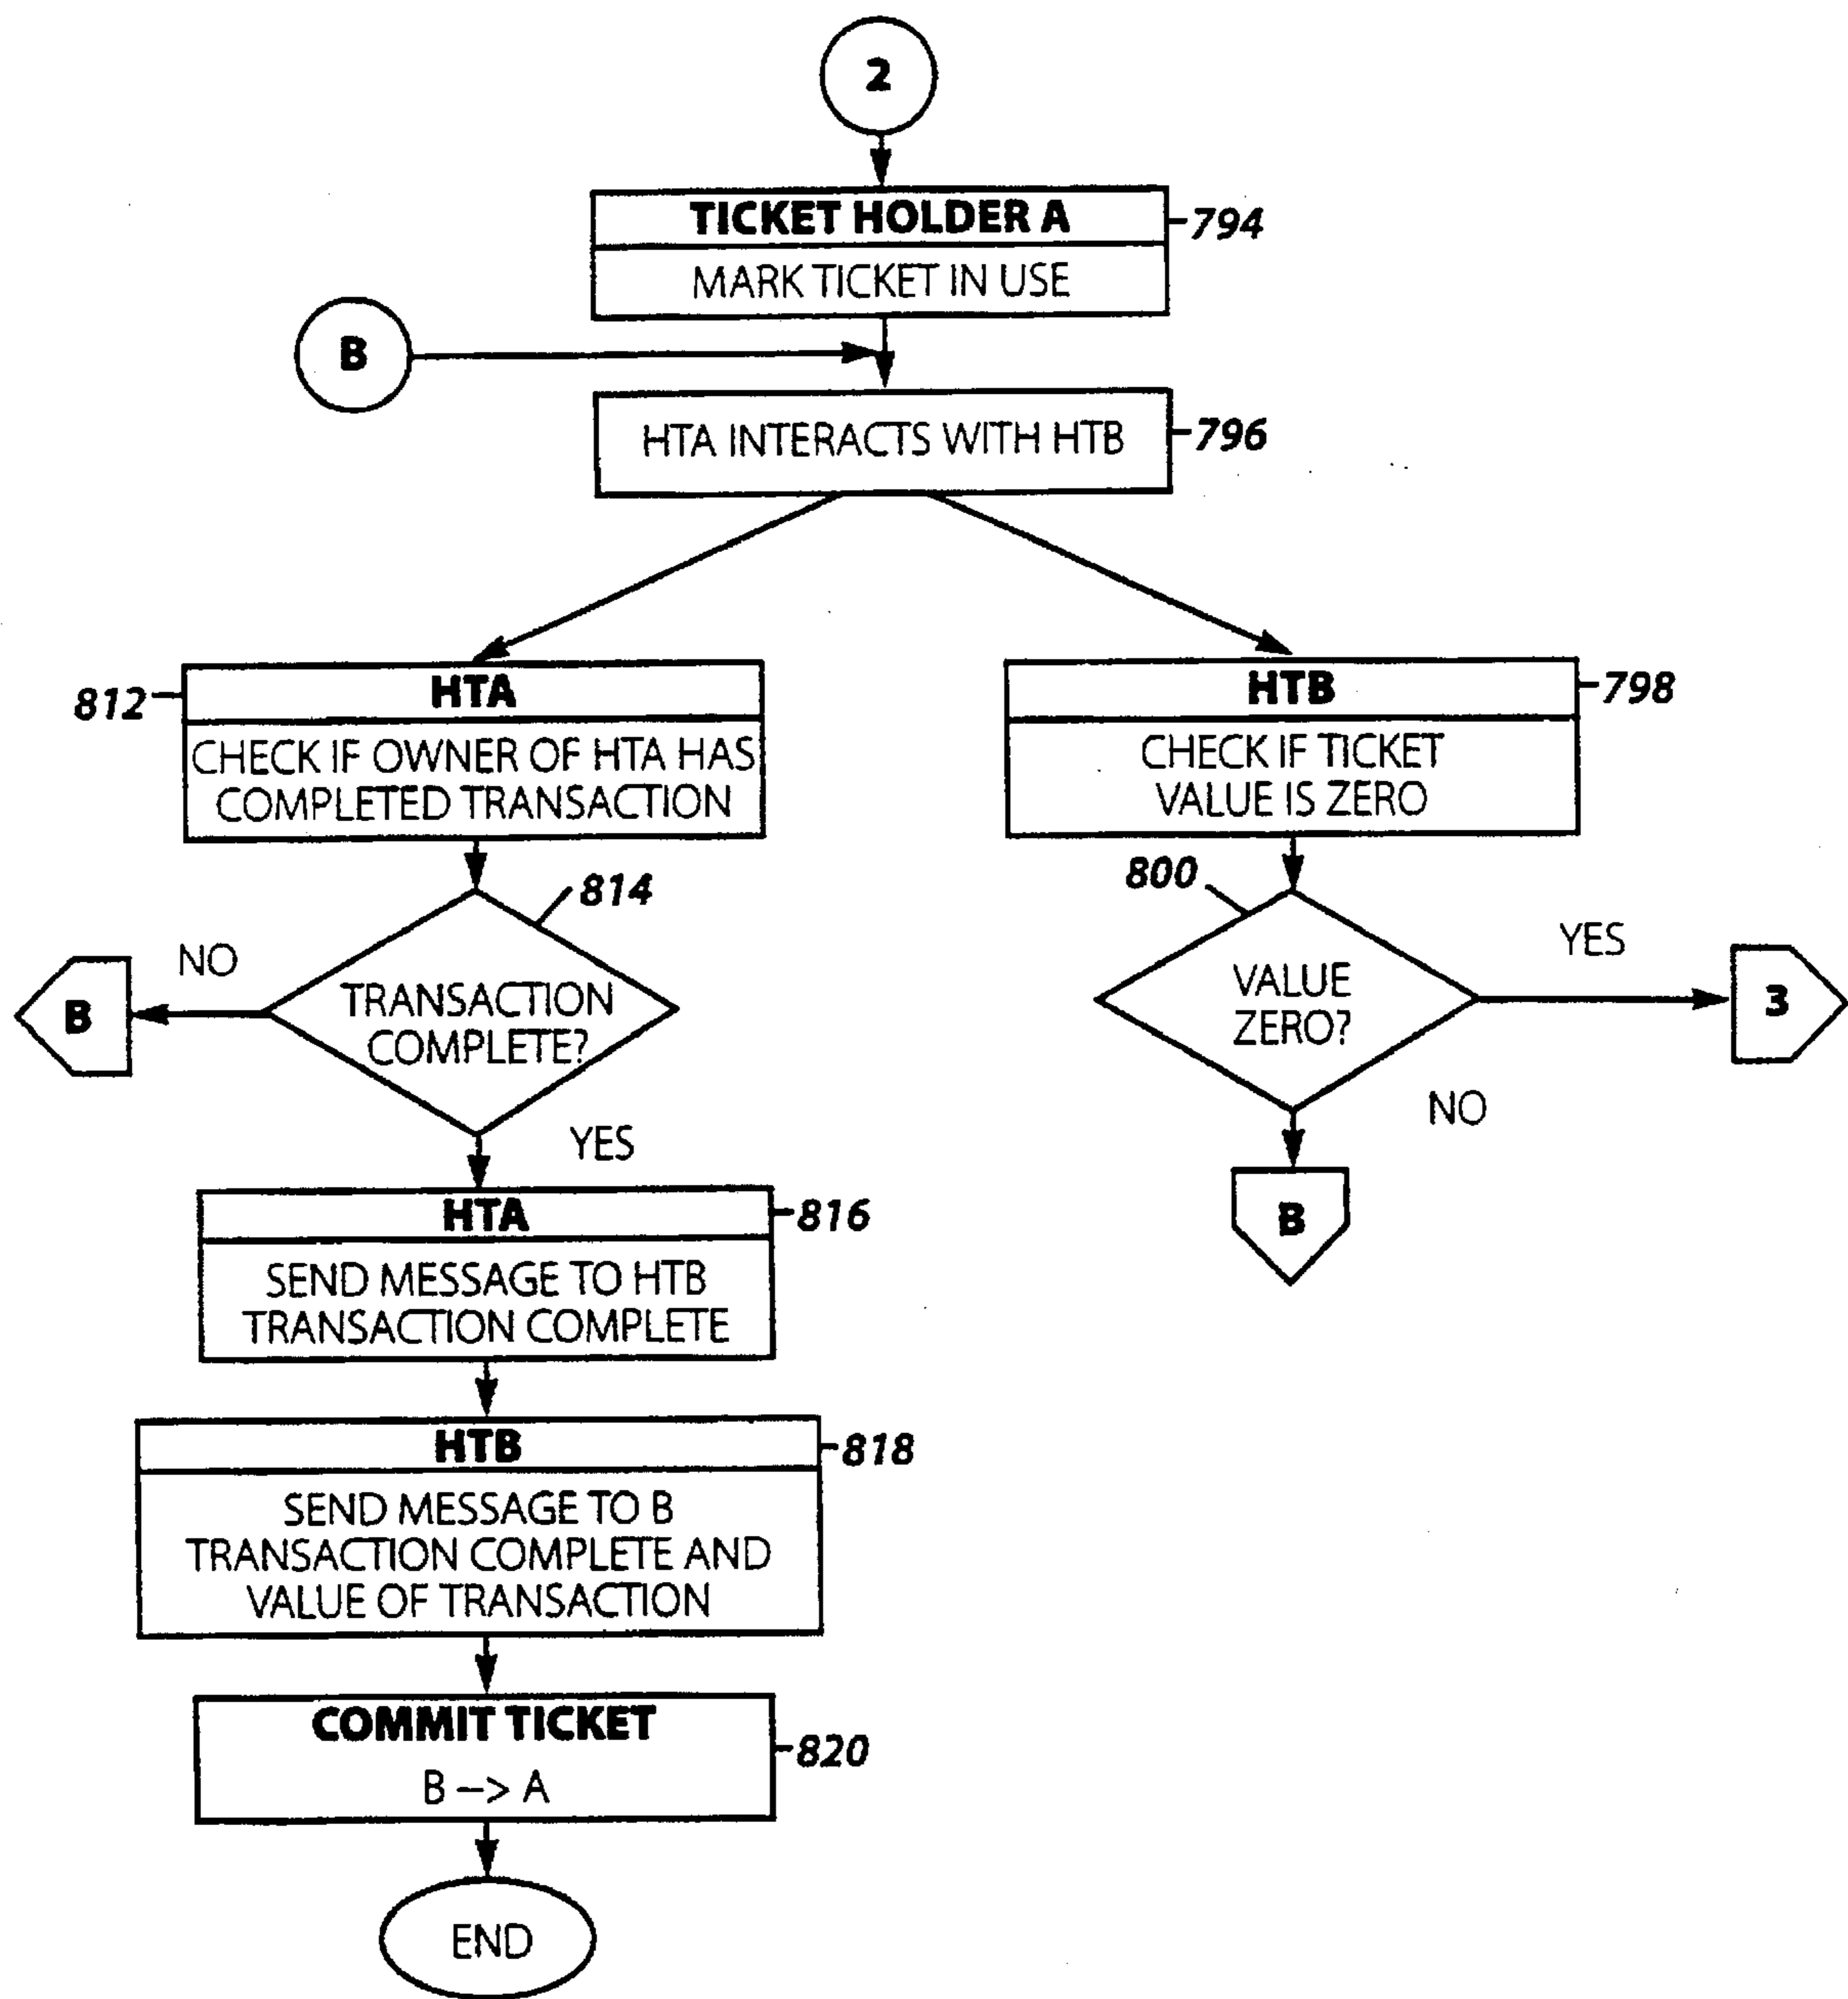 2
TICKET HOLDER A
794
MARK TICKET IN USE
B
HTA INTERACTS WITH HTB
796
812
HTA
CHECK IF OWNER OF HTA HAS
COMPLETED TRANSACTION
HTB
798
CHECK IF TICKET
VALUE IS ZERO
814
800
NO
B
TRANSACTION
COMPLETE?
YES
VALUE
ZERO?
YES
3
NO
B
HTA
816
SEND MESSAGE TO HTB
TRANSACTION COMPLETE
HTB
818
SEND MESSAGE TO B
TRANSACTION COMPLETE AND
VALUE OF TRANSACTION
COMMIT TICKET
820
B --> A
END